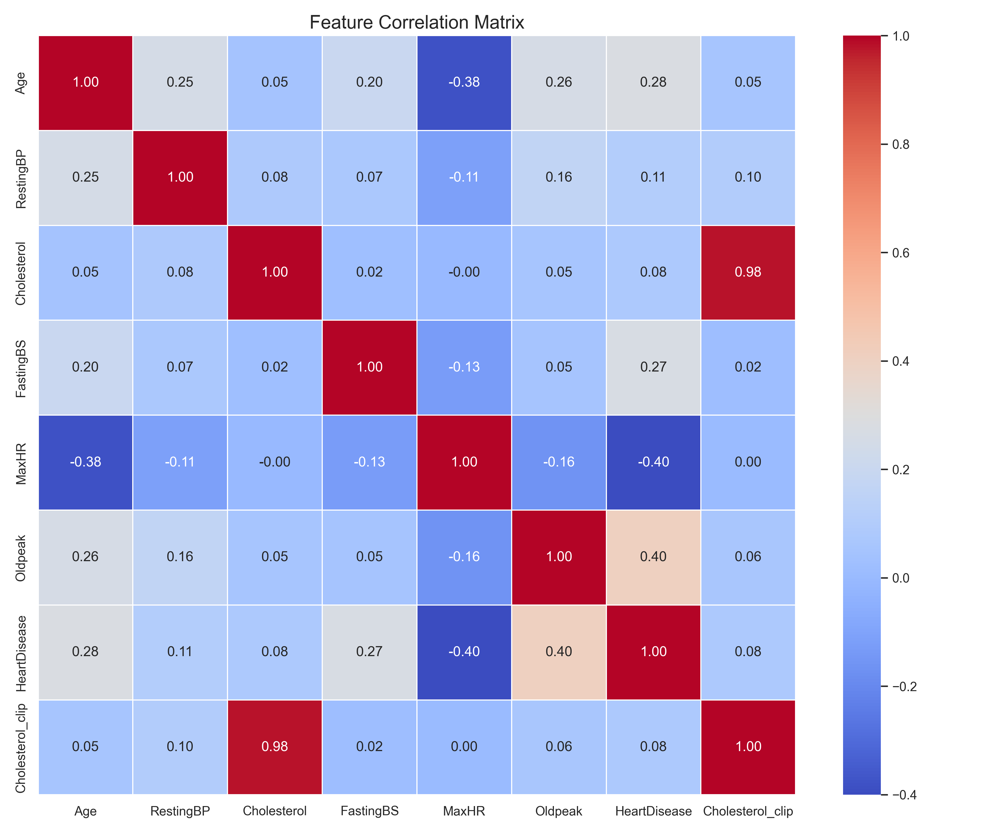 Feature Correlation Matrix
Age 1.00 0.25 0.05 0.20 -0.38 0.26 0.28 0.05
RestingBP 0.25 1.00 0.08 0.07 -0.11 0.16 0.11 0.10
Cholesterol 0.05 0.08 1.00 0.02 -0.00 0.05 0.08 0.98
FastingBS 0.20 0.07 0.02 1.00 -0.13 0.05 0.27 0.02
MaxHR -0.38 -0.11 -0.00 -0.13 1.00 -0.16 -0.40 0.00
Oldpeak 0.26 0.16 0.05 0.05 -0.16 1.00 0.40 0.06
HeartDisease 0.28 0.11 0.08 0.27 -0.40 0.40 1.00 0.08
Cholesterol_clip 0.05 0.10 0.98 0.02 0.00 0.06 0.08 1.00
Age RestingBP Cholesterol FastingBS MaxHR Oldpeak HeartDisease Cholesterol_clip
1.0
0.8
0.6
0.4
0.2
0.0
−0.2
−0.4